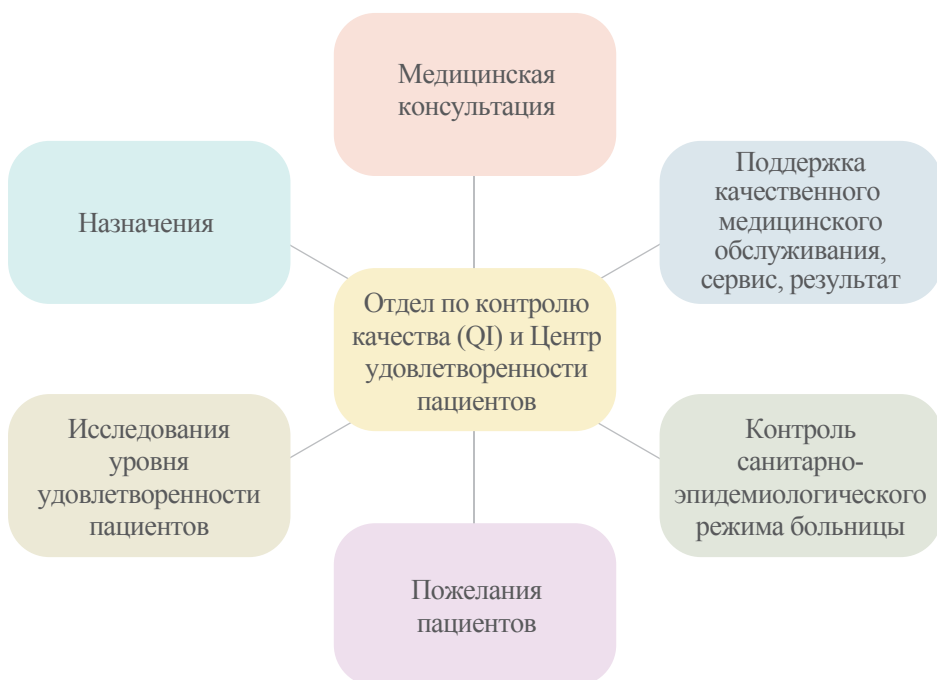 Медицинская
консультация
Назначения
Поддержка
качественного
медицинского
обслуживания,
сервис, результат
Отдел по контролю
качества (QI) и Центр
удовлетворенности
пациентов
Исследования
уровня
удовлетворенности
пациентов
Контроль
санитарно-
эпидемиологического
режима больницы
Пожелания
пациентов